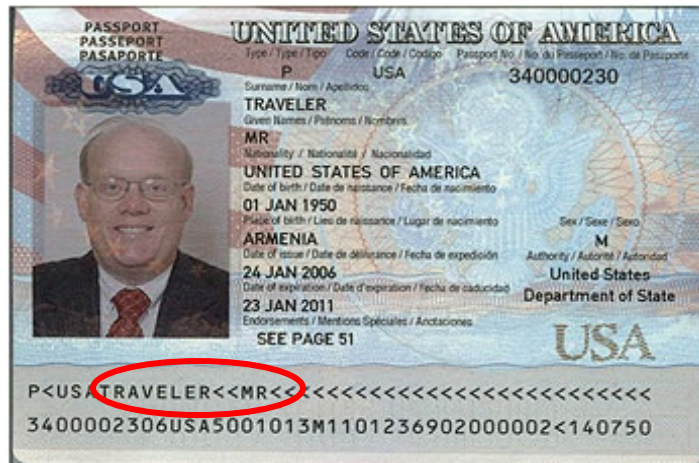 PASSPORT
PASSEPORT
PASAPORTE
USA
UNITED STATES OF AMERICA
Type / Type / Tipo Code / Code / Codigo Passport No. / No. du Passeport / No. de Pasaporte
P USA 340000230
Surname / Nom / Apellidos
TRAVELER
Given Names / Prénoms / Nombres
MR
Nationality / Nationalité / Nacionalidad
UNITED STATES OF AMERICA
Date of birth / Date de naissance / Fecha de nacimiento
01 JAN 1950
Place of birth / Lieu de naissance / Lugar de nacimiento Sex / Sexe / Sexo
ARMENIA M
Date of issue / Date de délivrance / Fecha de expedición Authority / Autorité / Autoridad
24 JAN 2006 United States
Date of expiration / Date d'expiration / Fecha de caducidad Department of State
23 JAN 2011
Endorsements / Mentions Spéciales / Anotaciones
SEE PAGE 51
USA
P<USATRAVELER<<MR<<<<<<<<<<<<<<<<<<<<<<<<<<<
3400002306USA5001013M1101236902000002<140750